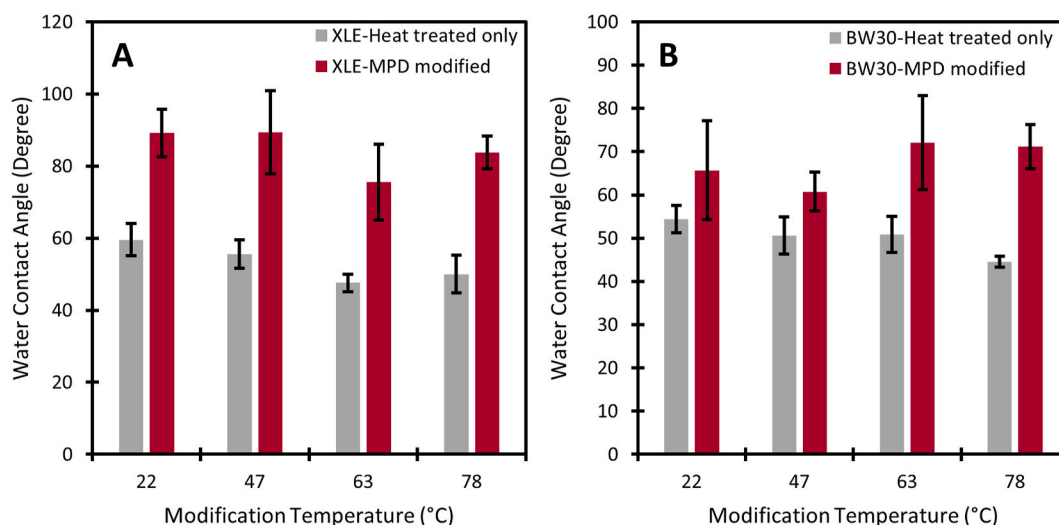 A
XLE-Heat treated only
XLE-MPD modified
Water Contact Angle (Degree)
120
100
80
60
40
20
0
22 47 63 78
Modification Temperature (°C)
B
BW30-Heat treated only
BW30-MPD modified
Water Contact Angle (Degree)
100
90
80
70
60
50
40
30
20
10
0
22 47 63 78
Modification Temperature (°C)